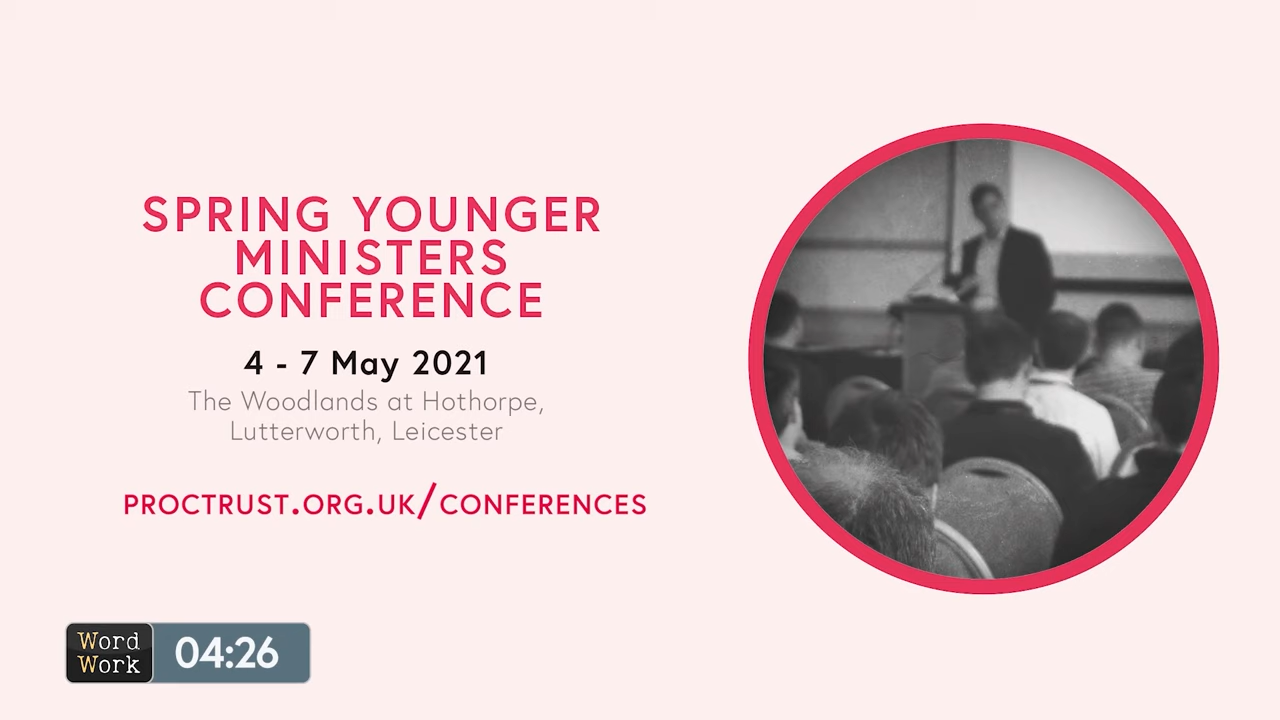 SPRING YOUNGER
MINISTERS
CONFERENCE
4 - 7 May 2021
The Woodlands at Hothorpe,
Lutterworth, Leicester
PROCTRUST.ORG.UK/CONFERENCES
Word
Work
04:26